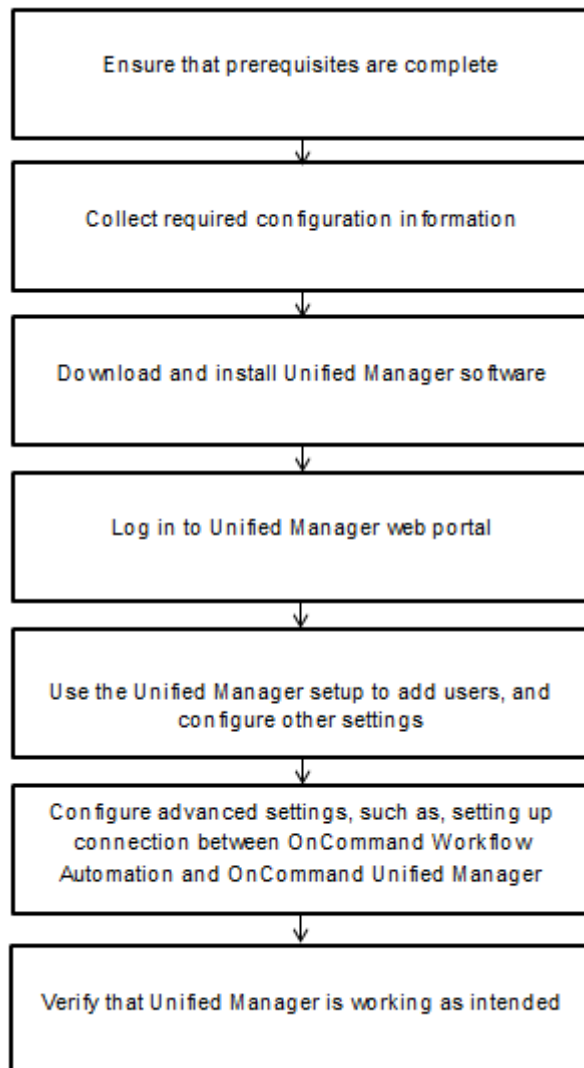 Ensure that prerequisites are complete
Collect required configuration information
Download and install Unified Manager software
Log in to Unified Manager web portal
Use the Unified Manager setup to add users, and
configure other settings
Configure advanced settings, such as, setting up
connection between OnCommand Workflow
Automation and OnCommand Unified Manager
Verify that Unified Manager is working as intended